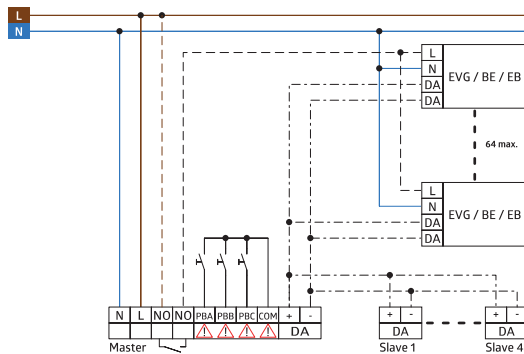 L
N
L
N
DA
DA
EVG / BE / EB
64 max.
L
N
DA
DA
EVG / BE / EB
N L NO NO PBA PBB PBC COM + -
DA
Master
+ -
DA
Slave 1
+ -
DA
Slave 4